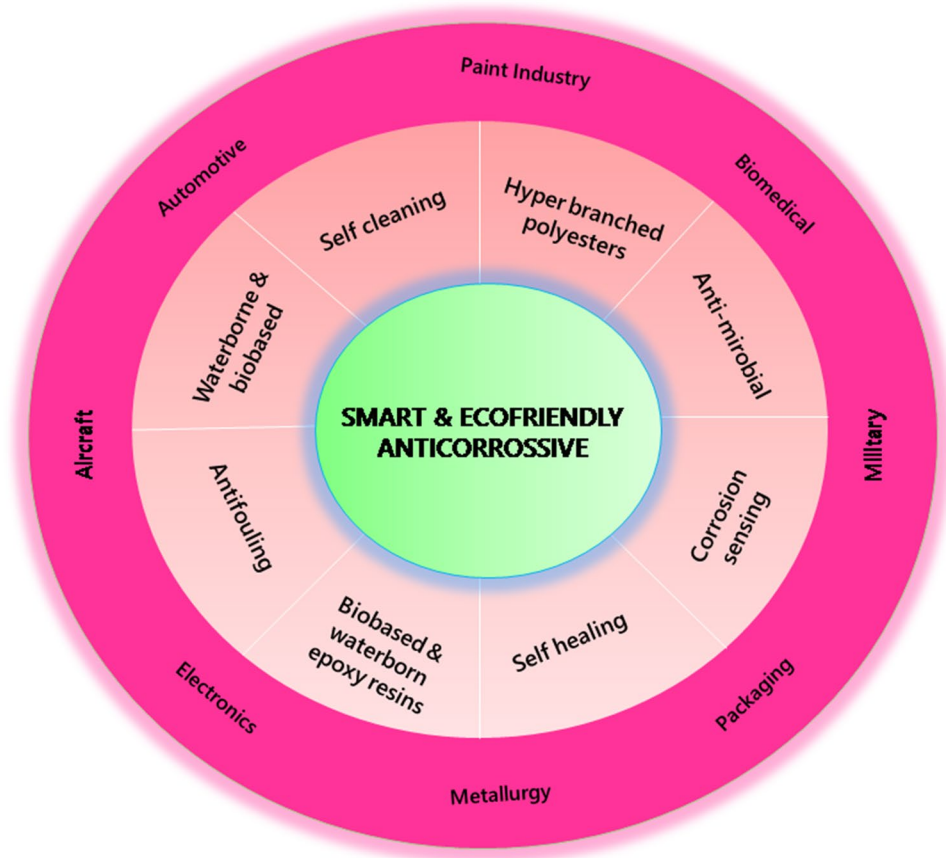 Paint Industry
Biomedical
Military
Packaging
Metallurgy
Electronics
Aircraft
Automotive
Hyper branched
polyesters
Anti-mirobial
Corrosion
sensing
Self healing
Biobased &
waterborn
epoxy resins
Antifouling
Waterborne &
biobased
Self cleaning
SMART & ECOFRIENDLY
ANTICORROSSIVE